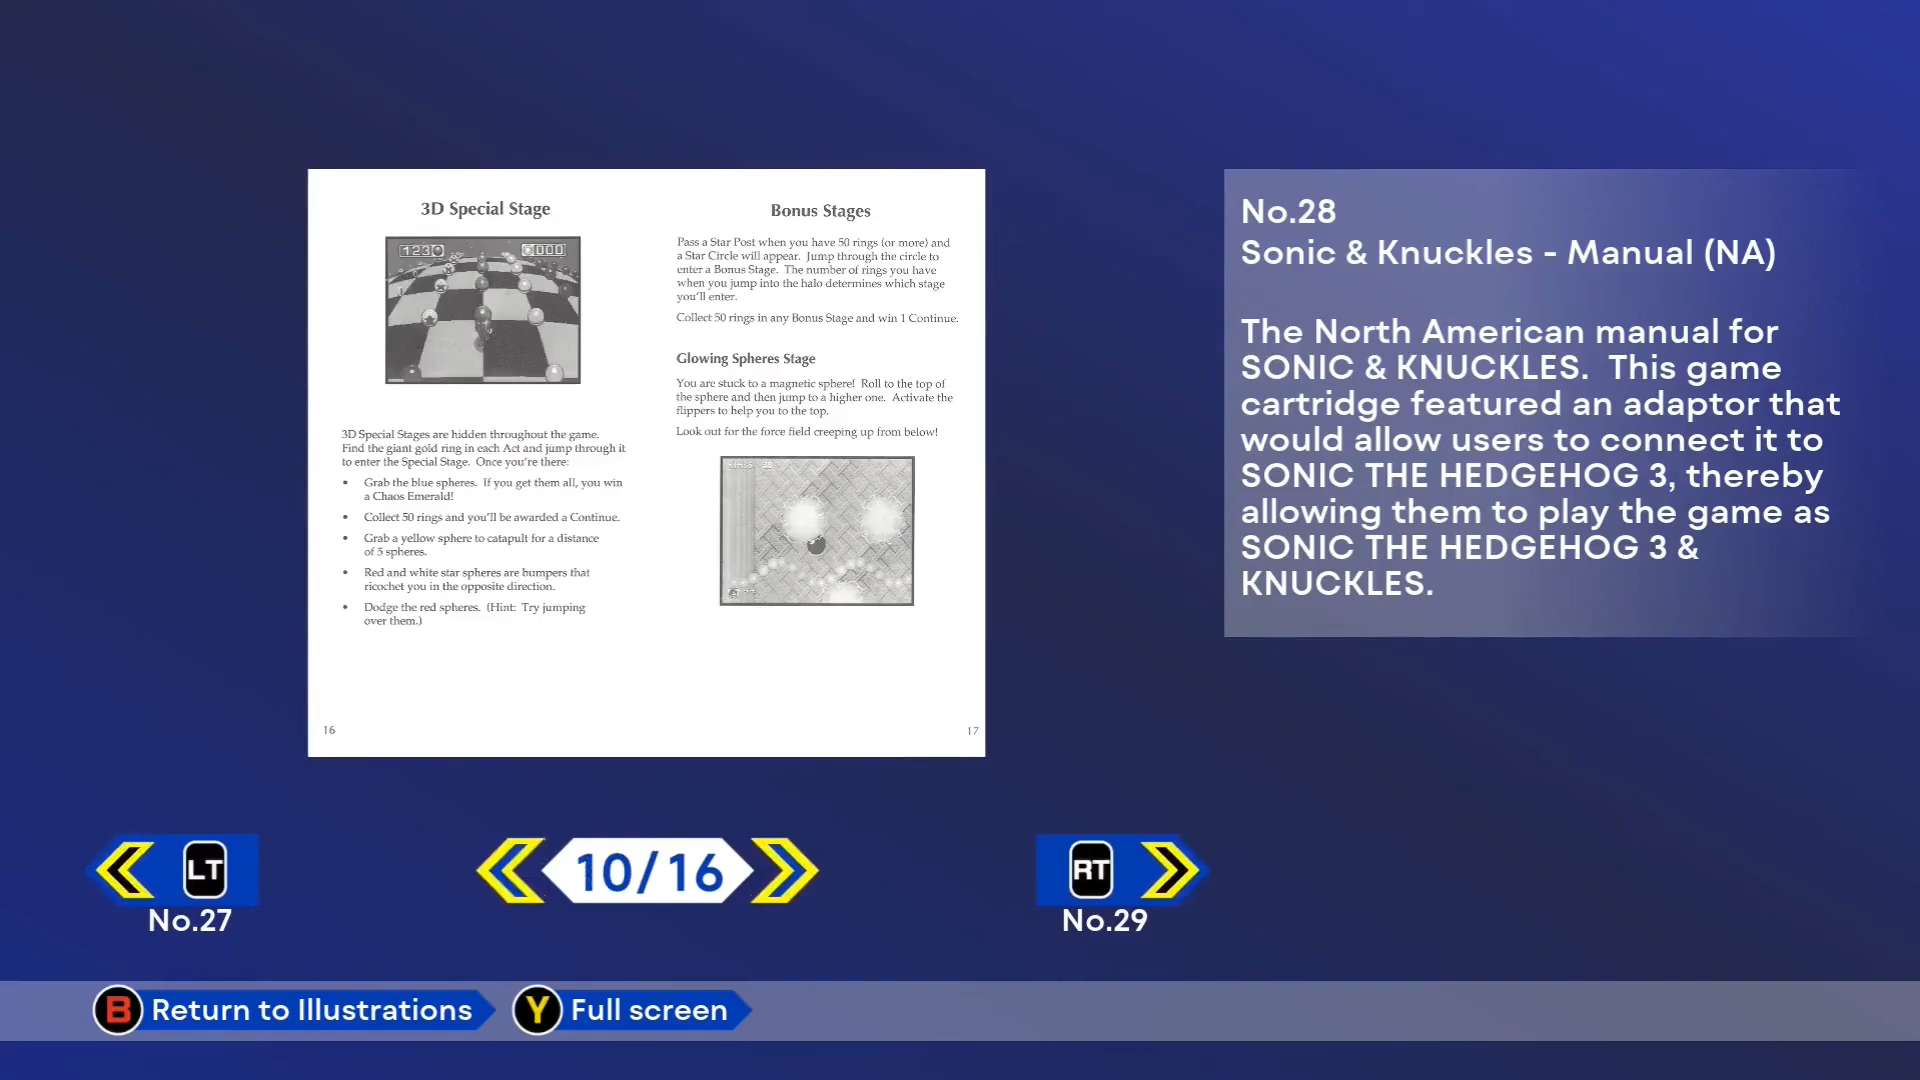 3D Special Stage
123
000
3D Special Stages are hidden throughout the game.
Find the giant gold ring in each Act and jump through it
to enter the Special Stage. Once you're there:
• Grab the blue spheres. If you get them all, you win
a Chaos Emerald!
• Collect 50 rings and you'll be awarded a Continue.
• Grab a yellow sphere to catapult for a distance
of 5 spheres.
• Red and white star spheres are bumpers that
ricochet you in the opposite direction.
• Dodge the red spheres. (Hint: Try jumping
over them.)
16
Bonus Stages
Pass a Star Post when you have 50 rings (or more) and
a Star Circle will appear. Jump through the circle to
enter a Bonus Stage. The number of rings you have
when you jump into the halo determines which stage
you'll enter.
Collect 50 rings in any Bonus Stage and win 1 Continue.
Glowing Spheres Stage
You are stuck to a magnetic sphere! Roll to the top of
the sphere and then jump to a higher one. Activate the
flippers to help you to the top.
Look out for the force field creeping up from below!
17
No.28
Sonic & Knuckles - Manual (NA)
The North American manual for
SONIC & KNUCKLES. This game
cartridge featured an adaptor that
would allow users to connect it to
SONIC THE HEDGEHOG 3, thereby
allowing them to play the game as
SONIC THE HEDGEHOG 3 &
KNUCKLES.
LT
No.27
10/16
RT
No.29
B Return to Illustrations
Y Full screen